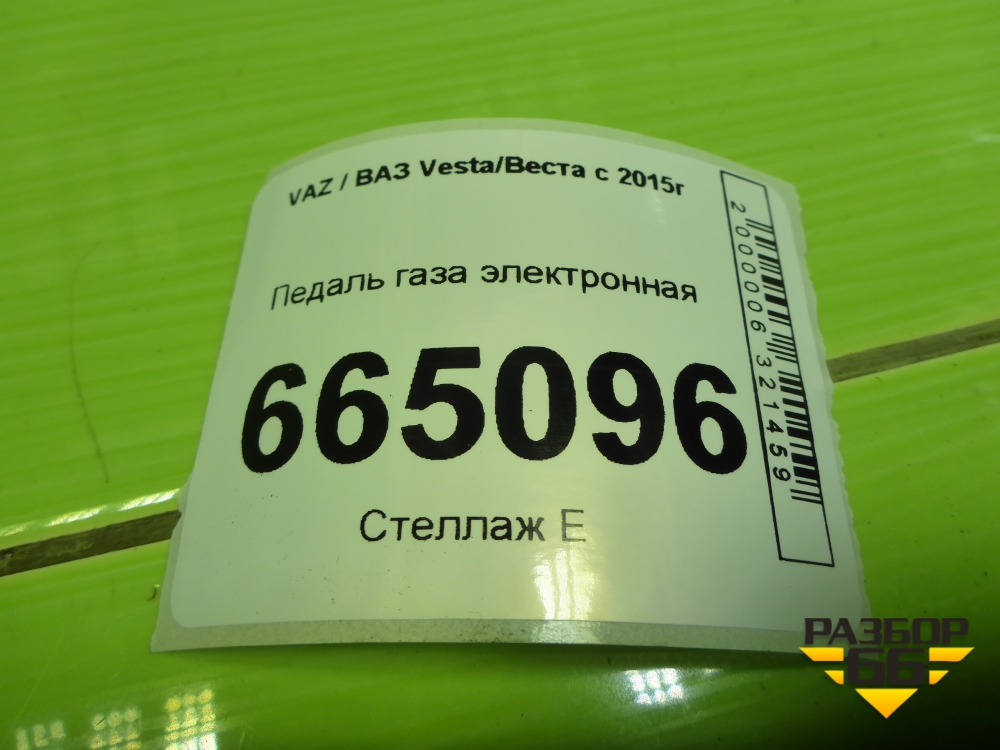 VAZ / ВАЗ Vesta/Веста с 2015г
Педаль газа электронная
665096
Стеллаж Е
2000006321459
РАЗБОР
66